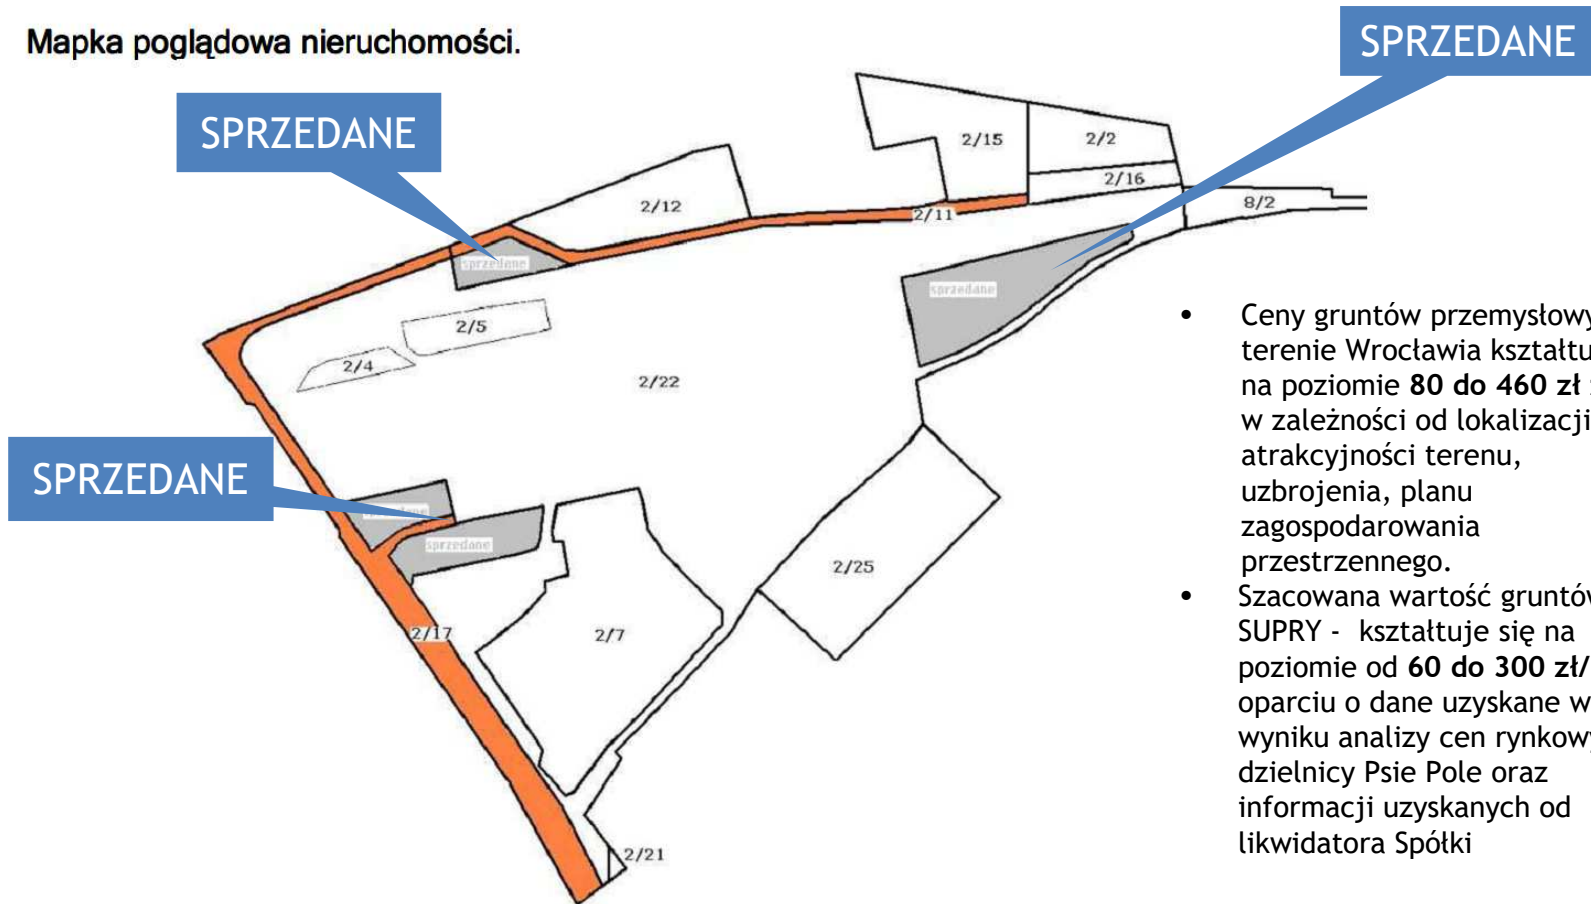 Mapka poglądowa nieruchomości.
SPRZEDANE
SPRZEDANE
2/15
2/2
2/16
2/12
2/11
8/2
sprzedane
sprzedane
2/5
2/4
2/22
SPRZEDANE
sprzedane
2/25
2/17
2/7
2/21
• Ceny gruntów przemysłowy
terenie Wrocławia kształtu
na poziomie 80 do 460 zł
w zależności od lokalizacji
atrakcyjności terenu,
uzbrojenia, planu
zagospodarowania
przestrzennego.
• Szacowana wartość gruntów
SUPRY - kształtuje się na
poziomie od 60 do 300 zł/
oparciu o dane uzyskane w
wyniku analizy cen rynkowy
dzielnicy Psie Pole oraz
informacji uzyskanych od
likwidatora Spółki